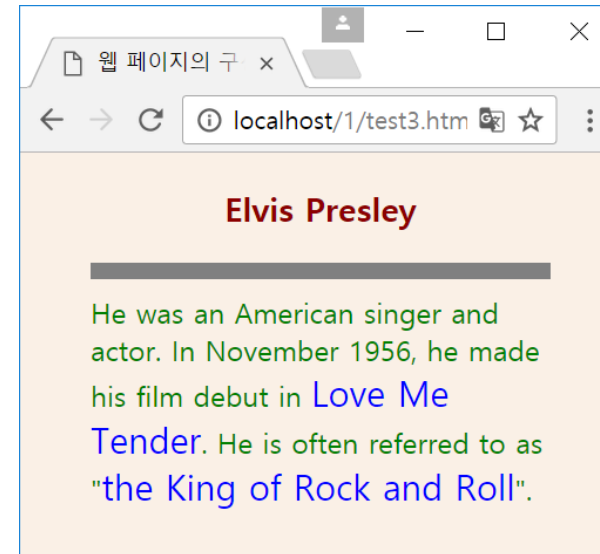 웹 페이지의 구
localhost/1/test3.htm
Elvis Presley
He was an American singer and
actor. In November 1956, he made
his film debut in Love Me
Tender. He is often referred to as
"the King of Rock and Roll".